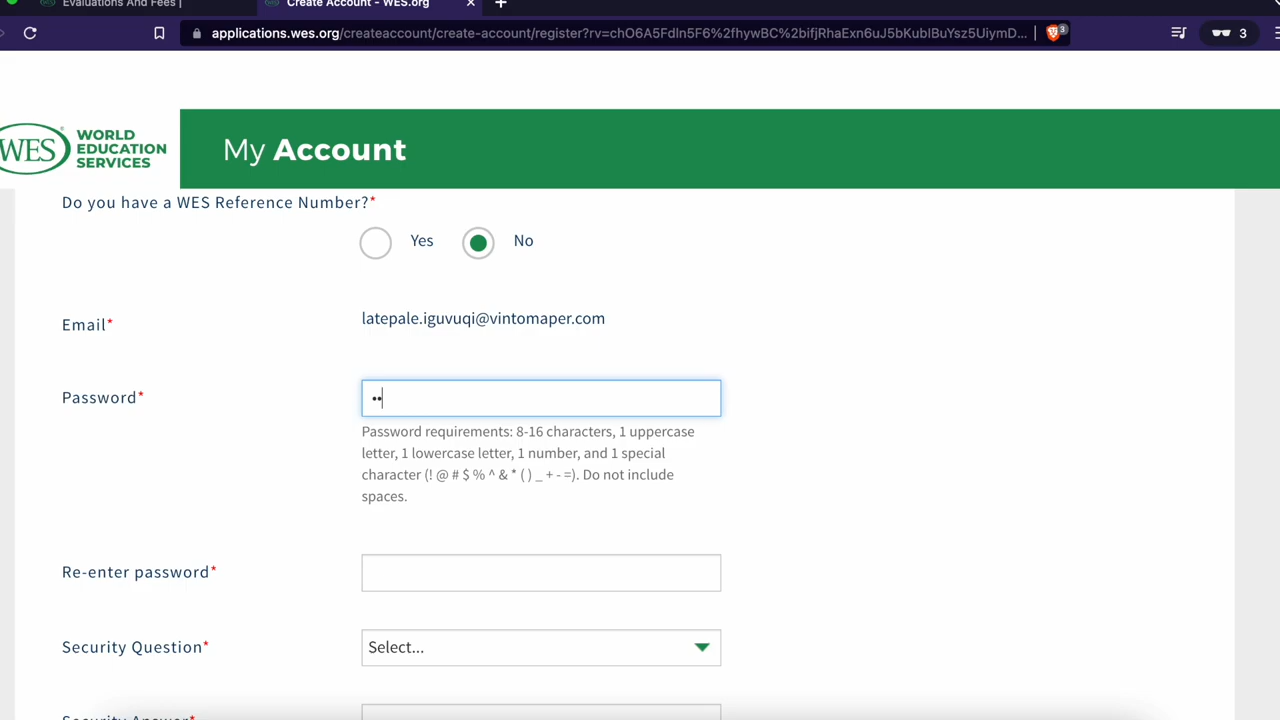 Evaluations And Fees |
Create Account - WES.org
applications.wes.org/createaccount/create-account/register?rv=chO6A5Fdln5F6%2fhywBC%2bifjRhaExn6uJ5bKublBuYsz5UiymD...
3
3
WES
WORLD
EDUCATION
SERVICES
My Account
Do you have a WES Reference Number?*
Yes
No
Email*
latepale.iguvuqi@vintomaper.com
Password*
••
Password requirements: 8-16 characters, 1 uppercase
letter, 1 lowercase letter, 1 number, and 1 special
character (! @ # $ % ^ & * ( ) _ + - =). Do not include
spaces.
Re-enter password*
Security Question*
Select...
Security Answer*